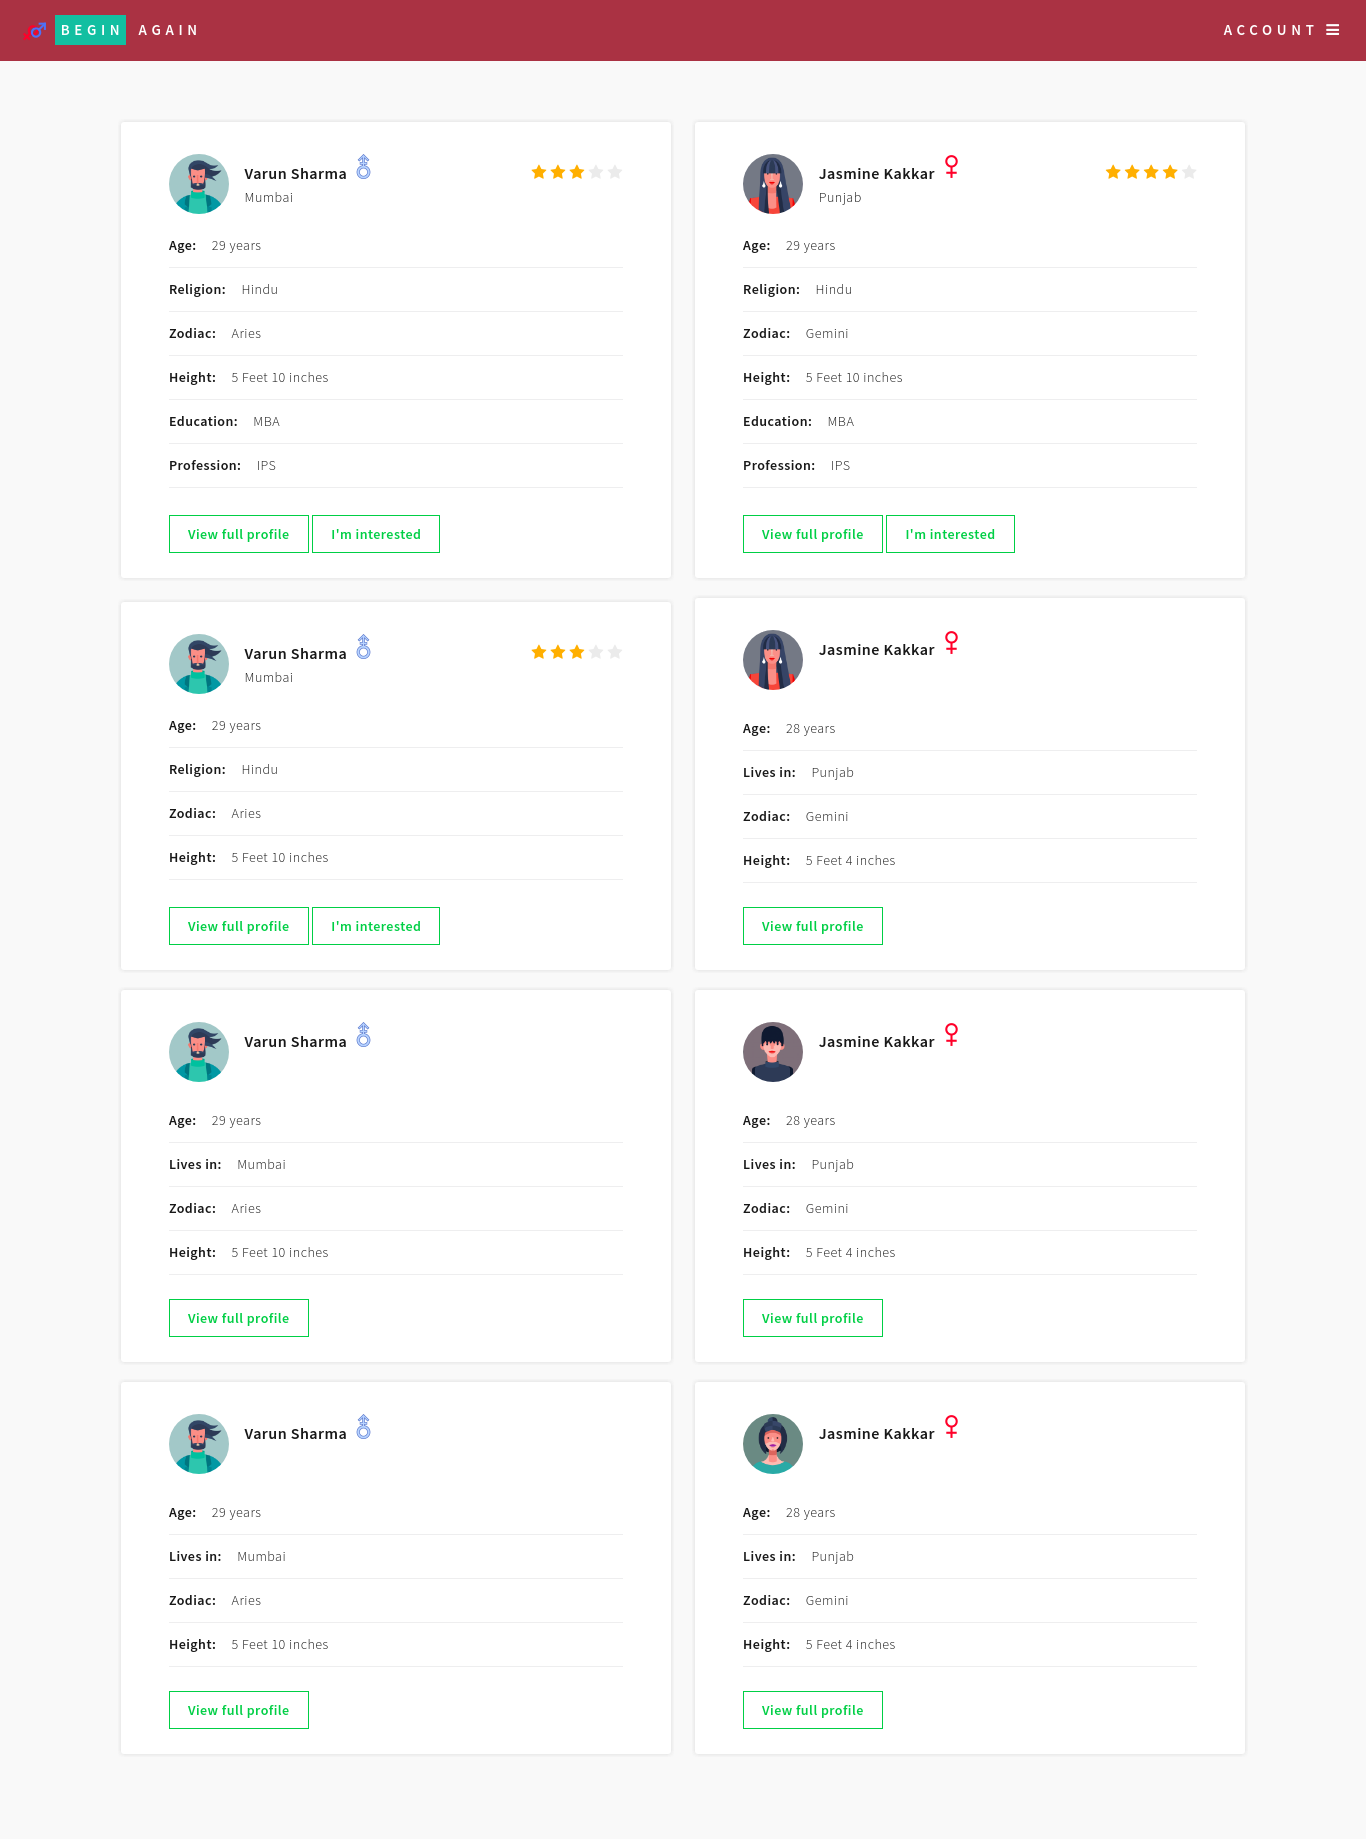 BEGIN AGAIN
ACCOUNT
Varun Sharma
Mumbai
Age: 29 years
Religion: Hindu
Zodiac: Aries
Height: 5 Feet 10 inches
Education: MBA
Profession: IPS
View full profile I'm interested
Jasmine Kakkar
Punjab
Age: 29 years
Religion: Hindu
Zodiac: Gemini
Height: 5 Feet 10 inches
Education: MBA
Profession: IPS
View full profile I'm interested
Varun Sharma
Mumbai
Age: 29 years
Religion: Hindu
Zodiac: Aries
Height: 5 Feet 10 inches
View full profile I'm interested
Jasmine Kakkar
Age: 28 years
Lives in: Punjab
Zodiac: Gemini
Height: 5 Feet 4 inches
View full profile
Varun Sharma
Age: 29 years
Lives in: Mumbai
Zodiac: Aries
Height: 5 Feet 10 inches
View full profile
Jasmine Kakkar
Age: 28 years
Lives in: Punjab
Zodiac: Gemini
Height: 5 Feet 4 inches
View full profile
Varun Sharma
Age: 29 years
Lives in: Mumbai
Zodiac: Aries
Height: 5 Feet 10 inches
View full profile
Jasmine Kakkar
Age: 28 years
Lives in: Punjab
Zodiac: Gemini
Height: 5 Feet 4 inches
View full profile